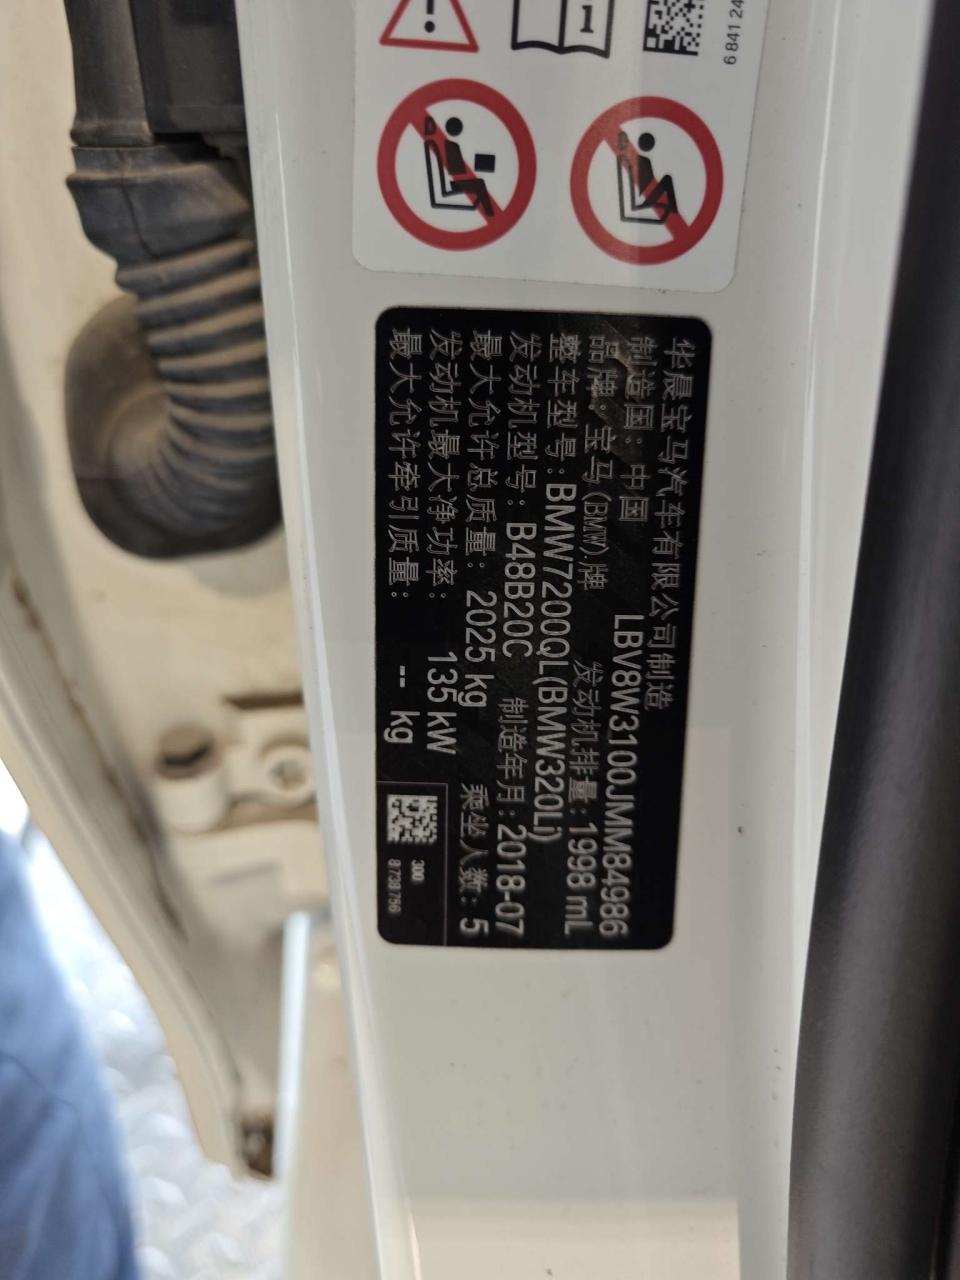 6 841 24
华晨宝马汽车有限公司制造
制造国：中国 LBV8W3100JMM84986
品牌：宝马(BMW)牌 发动机排量：1998 mL
整车型号：BMW7200QL(BMW320Li)
发动机型号：B48B20C 制造年月：2018-07
最大允许总质量：2025 kg 乘坐人数：5
发动机最大净功率：135 kW
最大允许牵引质量：-- kg
300
8 738 756